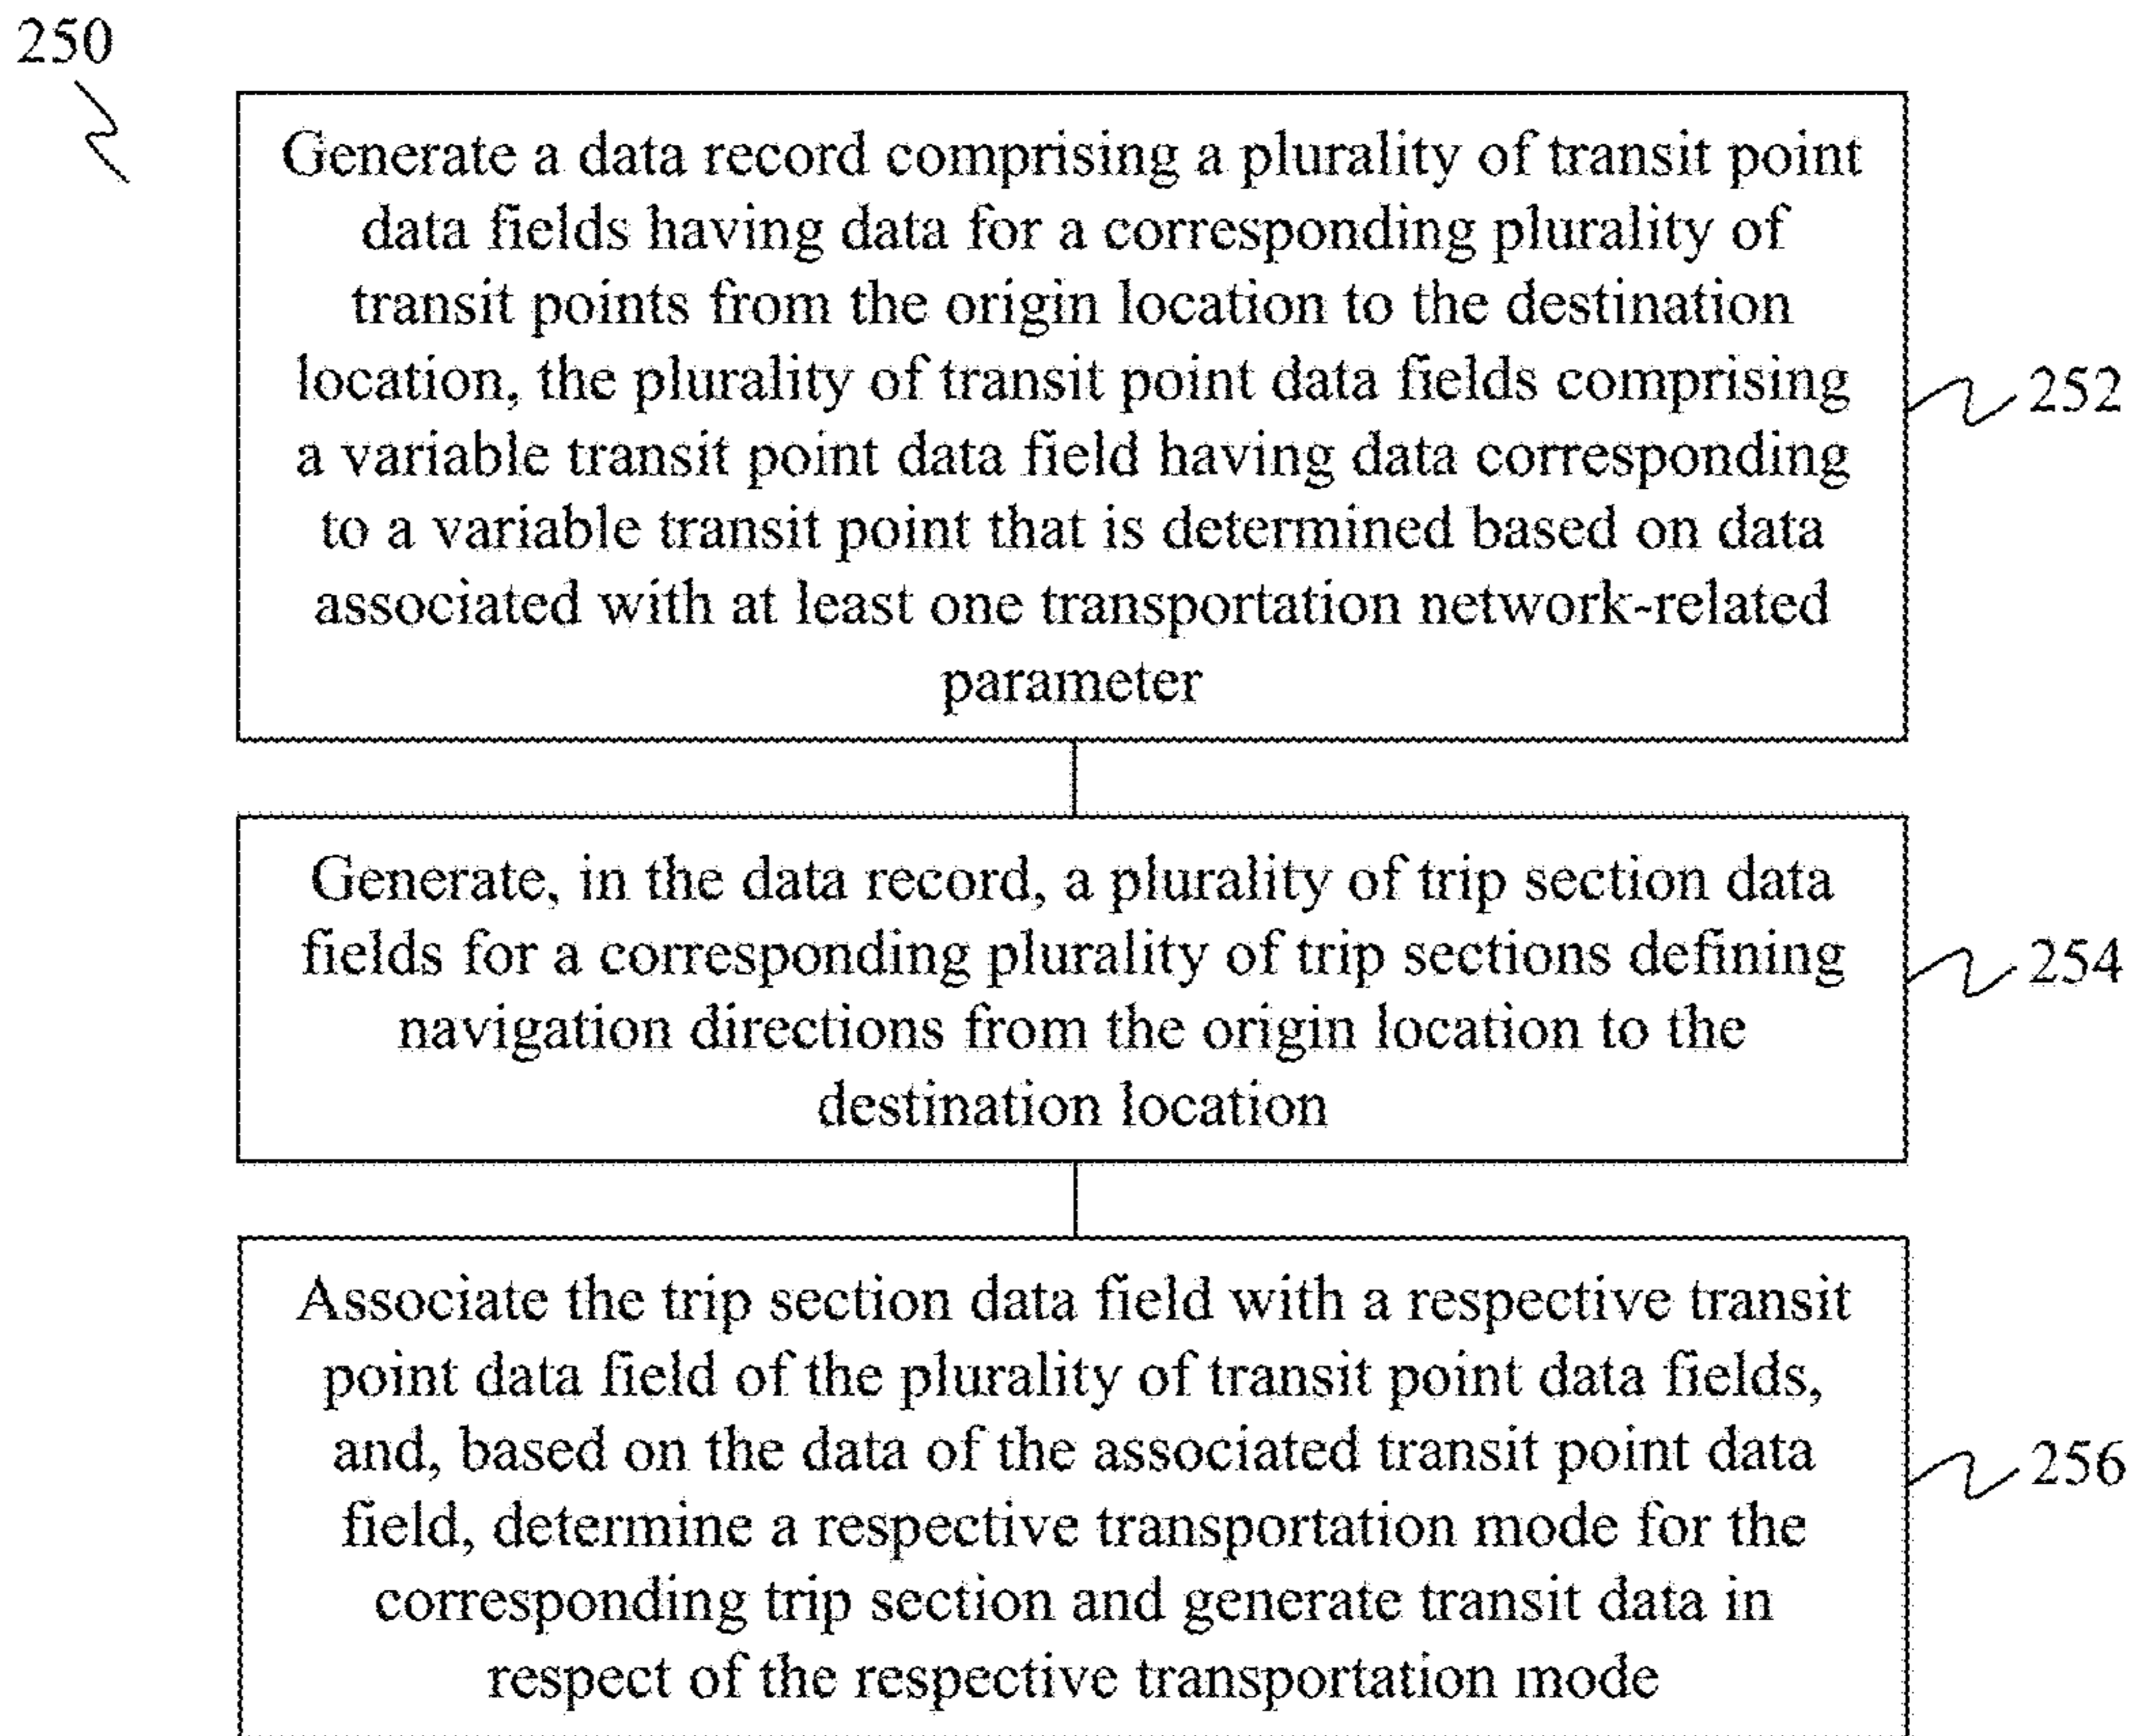 250
Generate a data record comprising a plurality of transit point
data fields having data for a corresponding plurality of
transit points from the origin location to the destination
location, the plurality of transit point data fields comprising
a variable transit point data field having data corresponding
to a variable transit point that is determined based on data
associated with at least one transportation network-related
parameter
252
Generate, in the data record, a plurality of trip section data
fields for a corresponding plurality of trip sections defining
navigation directions from the origin location to the
destination location
254
Associate the trip section data field with a respective transit
point data field of the plurality of transit point data fields,
and, based on the data of the associated transit point data
field, determine a respective transportation mode for the
corresponding trip section and generate transit data in
respect of the respective transportation mode
256